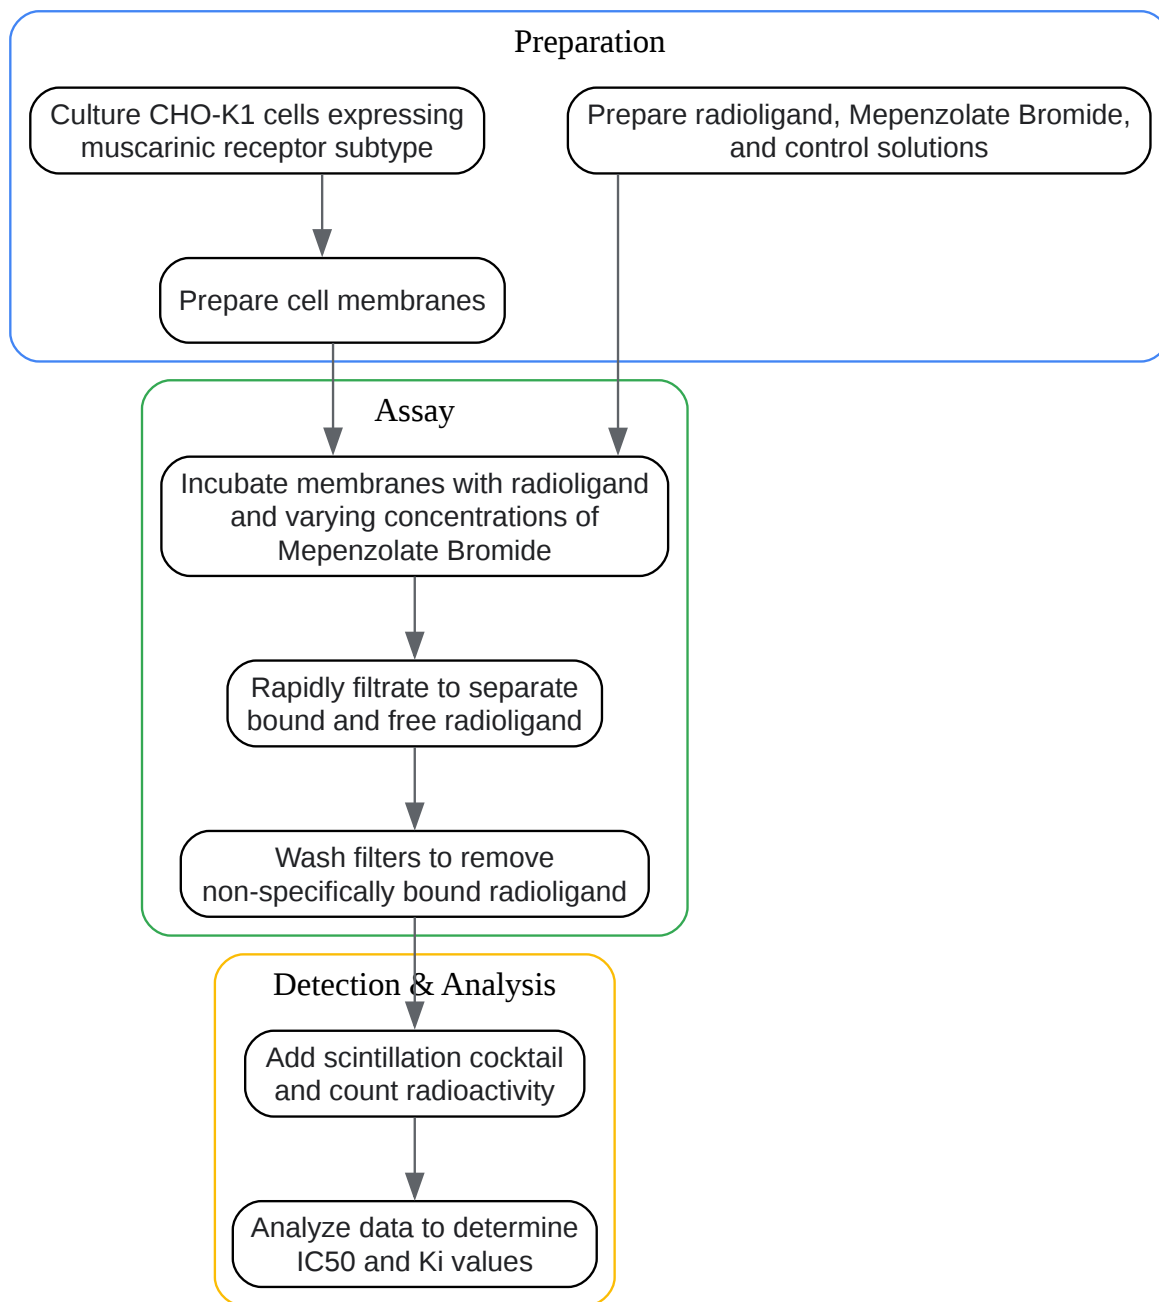 Preparation
Culture CHO-K1 cells expressing
muscarinic receptor subtype
Prepare radioligand, Mepenzolate Bromide,
and control solutions
Prepare cell membranes
Assay
Incubate membranes with radioligand
and varying concentrations of
Mepenzolate Bromide
Rapidly filtrate to separate
bound and free radioligand
Wash filters to remove
non-specifically bound radioligand
Detection & Analysis
Add scintillation cocktail
and count radioactivity
Analyze data to determine
IC50 and Ki values